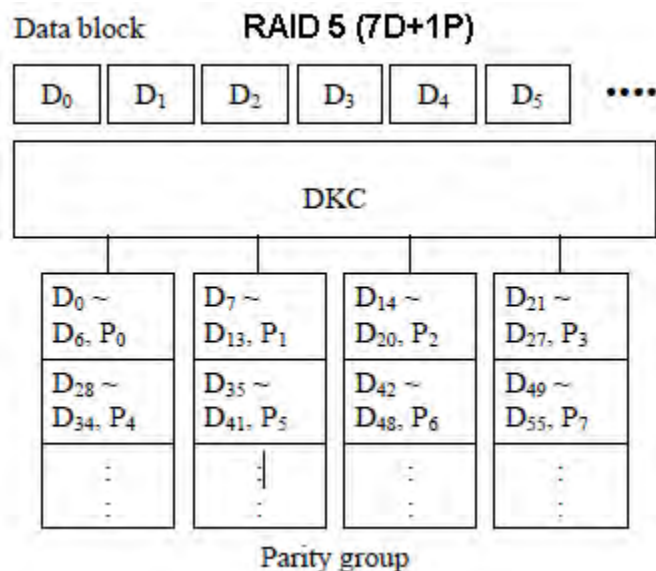 Data block RAID 5 (7D+1P)
D₀ D₁ D₂ D₃ D₄ D₅ ••••
DKC
D₀ ~ D₇ ~ D₁₄ ~ D₂₁ ~
D₆, P₀ D₁₃, P₁ D₂₀, P₂ D₂₇, P₃
D₂₈ ~ D₃₅ ~ D₄₂ ~ D₄₉ ~
D₃₄, P₄ D₄₁, P₅ D₄₈, P₆ D₅₅, P₇
: : : :
: : : :
Parity group